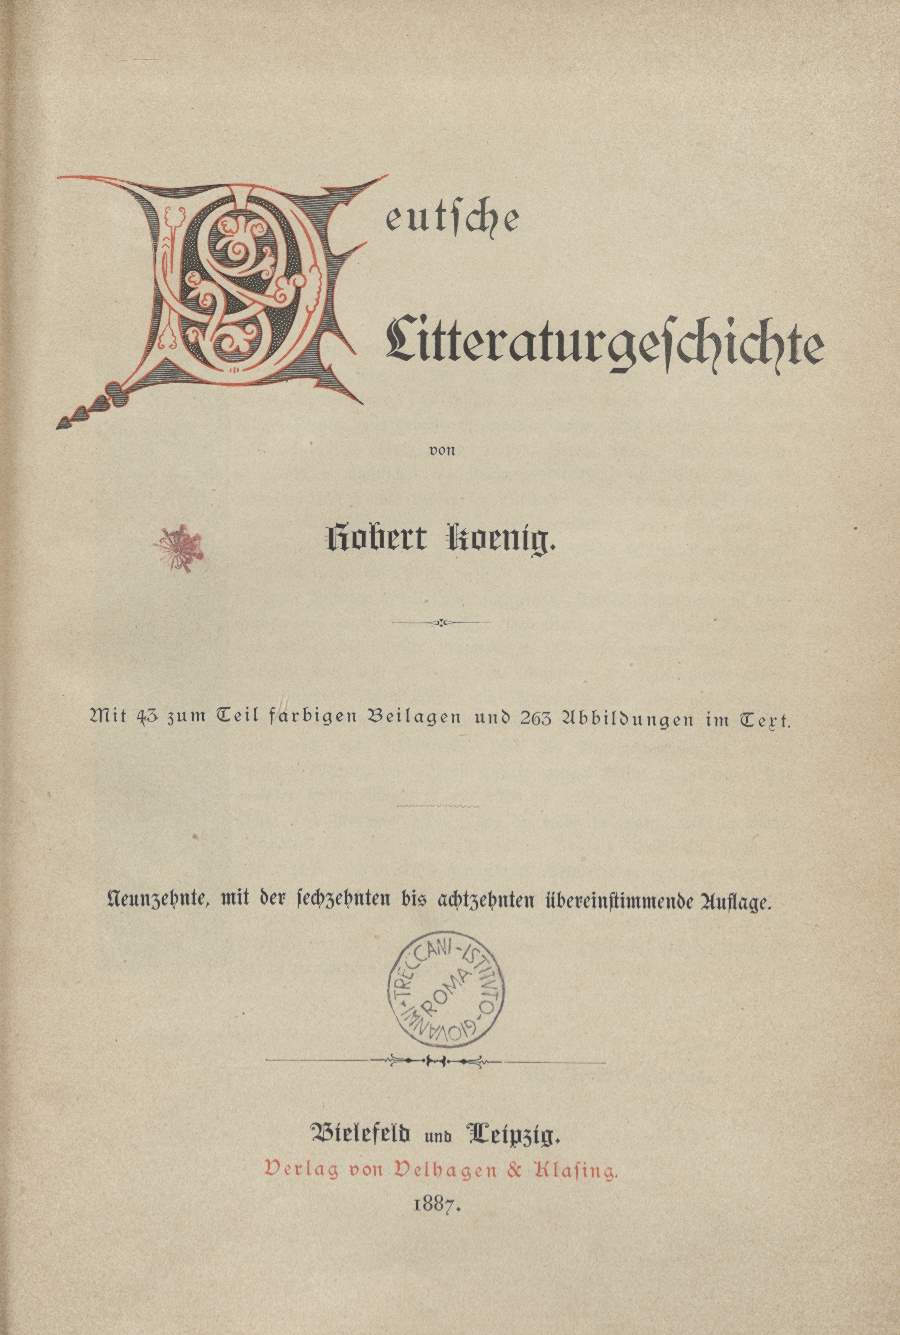 Deutsche
Litteraturgeschichte
von
Robert Koenig.
Mit 43 zum Teil farbigen Beilagen und 263 Abbildungen im Text.
Neunzehnte, mit der sechzehnten bis achtzehnten übereinstimmende Auflage.
ISTITVTO-GIOVANNI-TRECCANI-
ROMA
Bielefeld und Leipzig.
Verlag von Velhagen & Klasing.
1887.